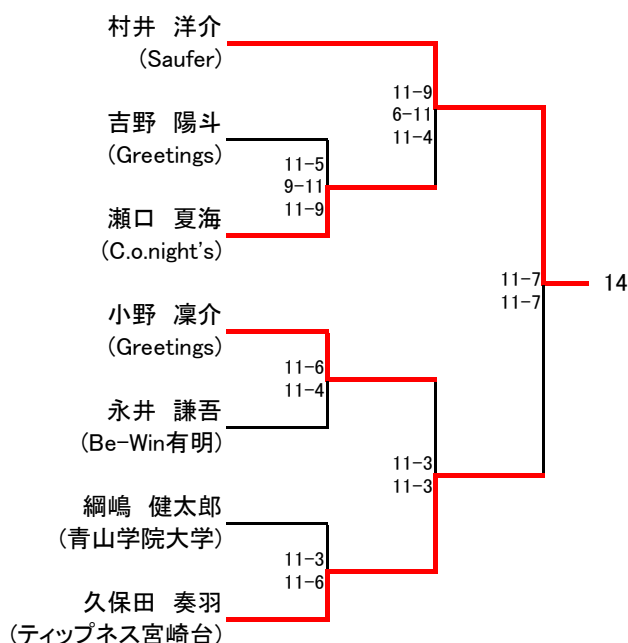 村井　洋介
(Saufer)
11-9
6-11
11-4
吉野　陽斗
(Greetings)
11-5
9-11
11-9
瀬口　夏海
(C.o.night's)
11-7
11-7
14
小野　凜介
(Greetings)
11-6
11-4
永井　謙吾
(Be-Win有明)
11-3
11-3
綱嶋　健太郎
(青山学院大学)
11-3
11-6
久保田　奏羽
(ティップネス宮崎台)